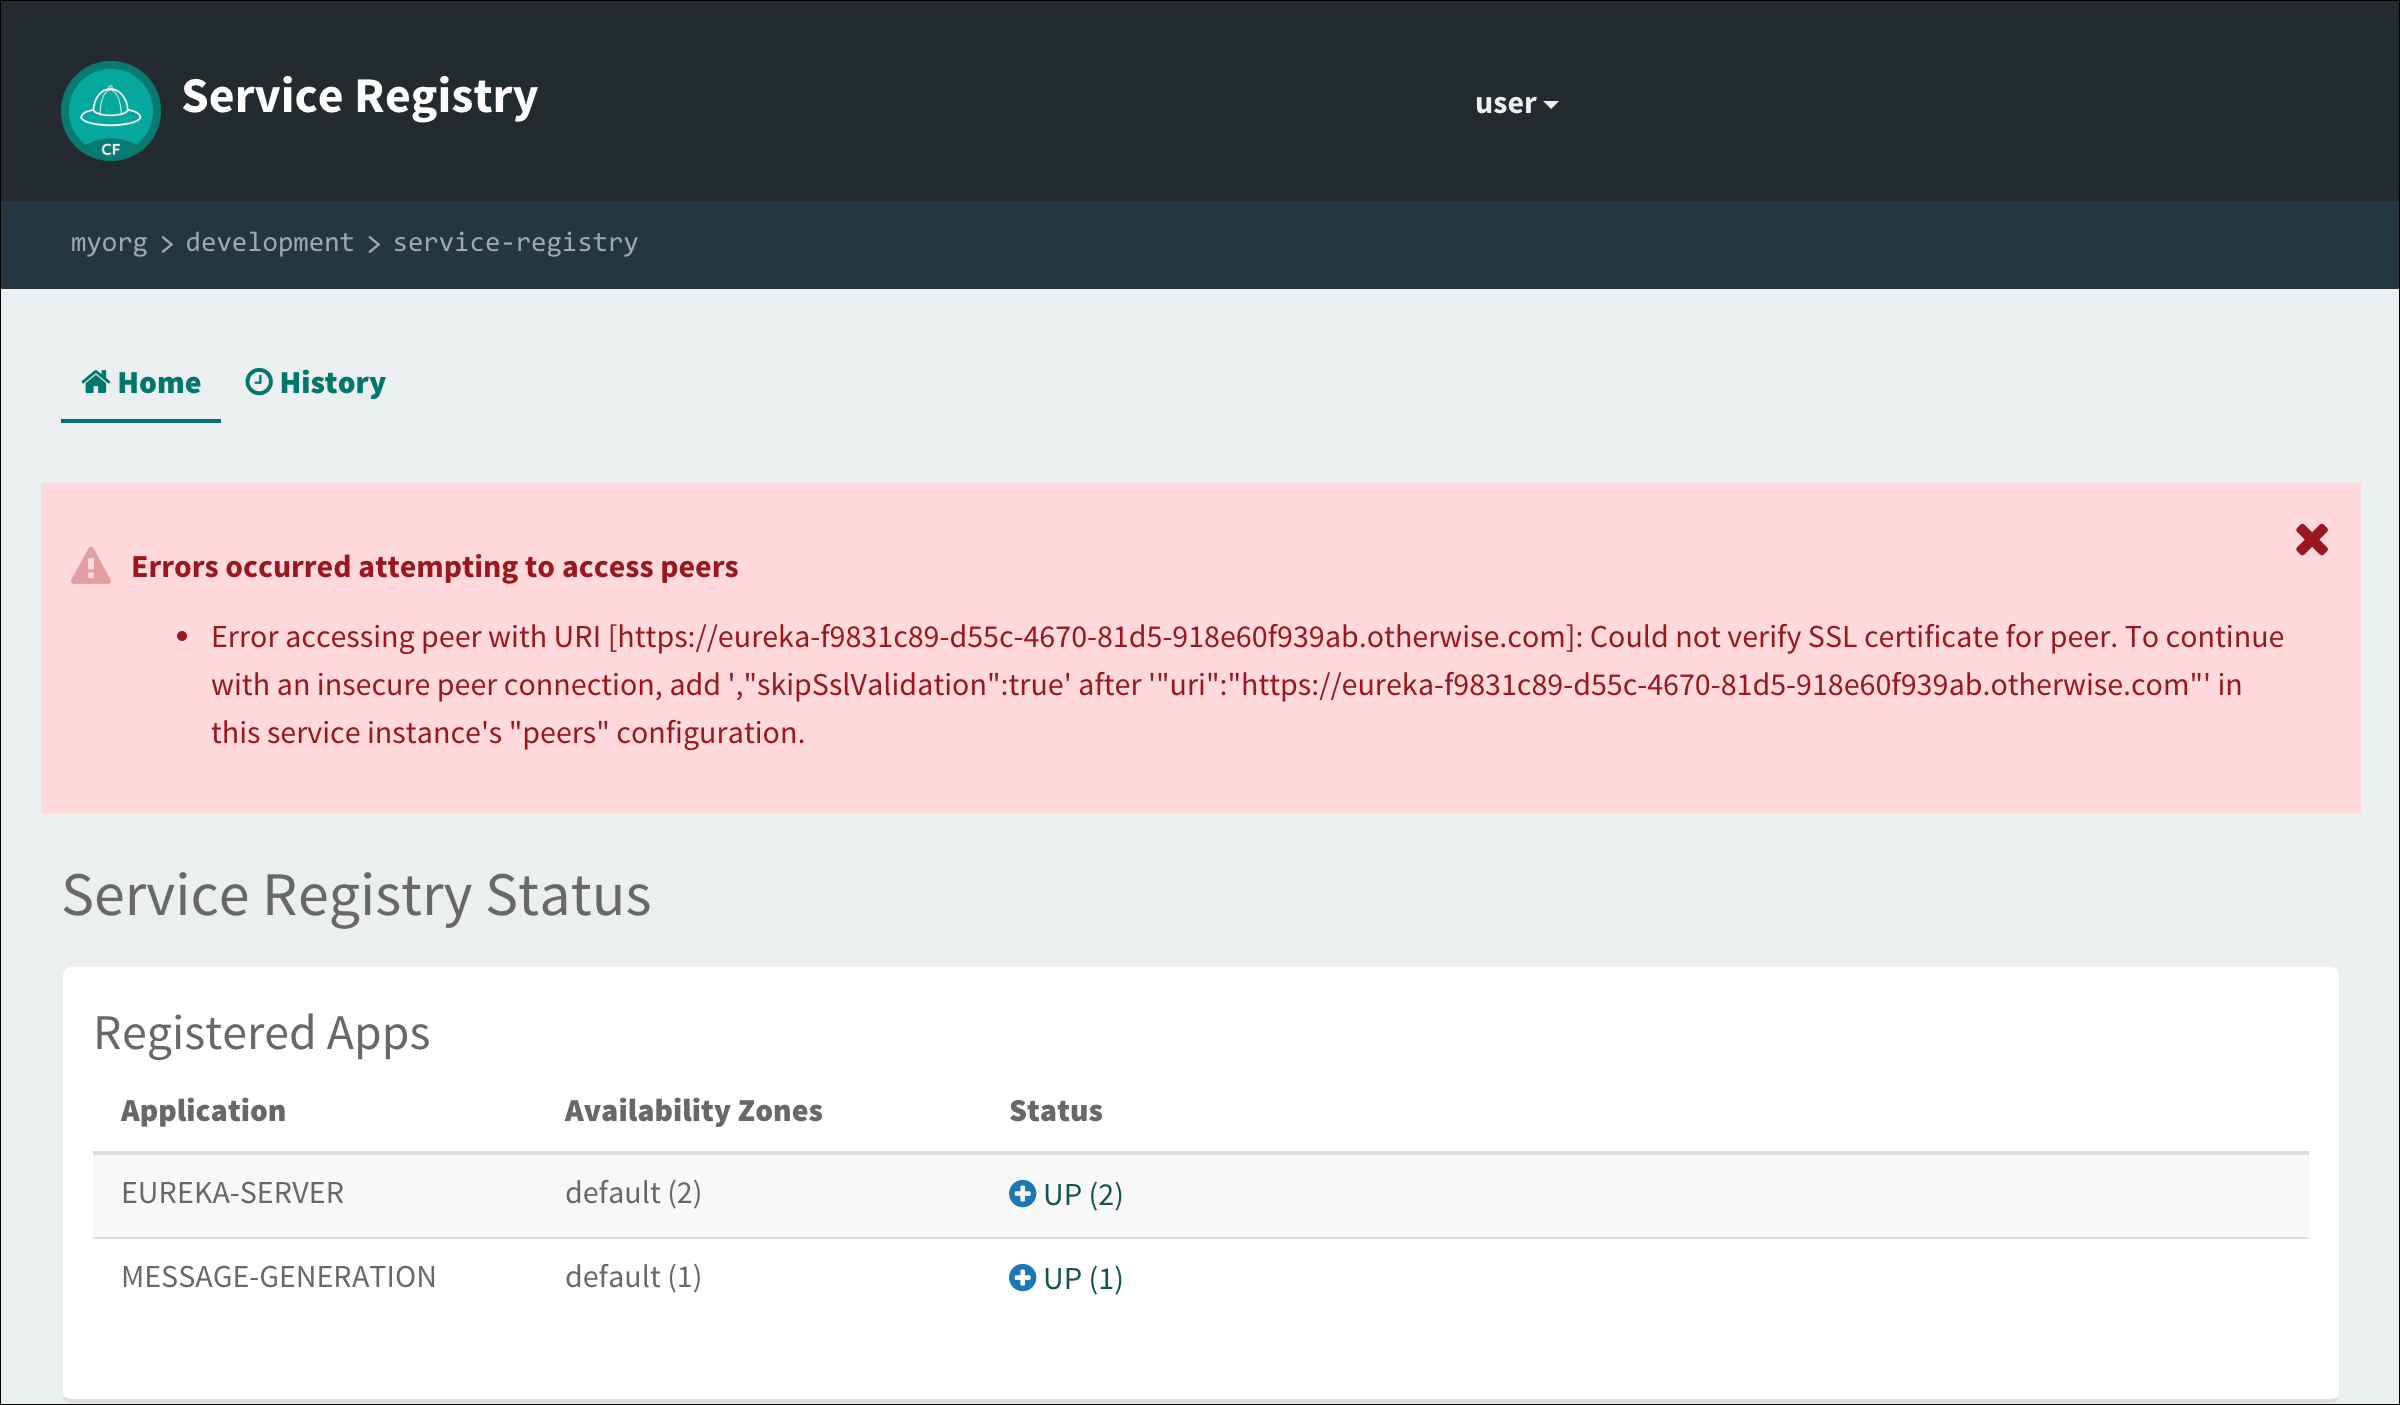 Service Registry
CF
user
myorg > development > service-registry
Home
History
Errors occurred attempting to access peers
• Error accessing peer with URI [https://eureka-f9831c89-d55c-4670-81d5-918e60f939ab.otherwise.com]: Could not verify SSL certificate for peer. To continue
with an insecure peer connection, add ',"skipSslValidation":true' after '"uri":"https://eureka-f9831c89-d55c-4670-81d5-918e60f939ab.otherwise.com"' in
this service instance's "peers" configuration.
Service Registry Status
Registered Apps
Application Availability Zones Status
EUREKA-SERVER default (2) UP (2)
MESSAGE-GENERATION default (1) UP (1)